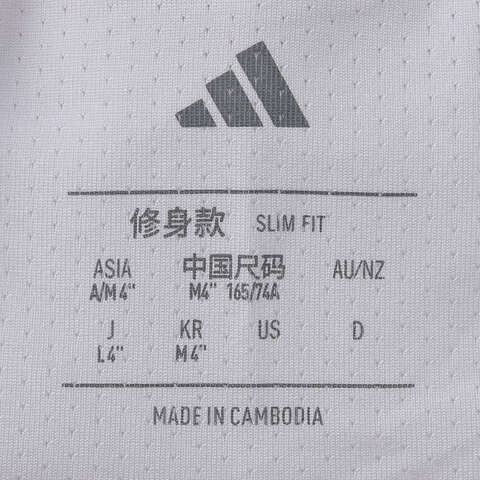 修身款 SLIM FIT
ASIA 中国尺码 AU/NZ
A/M 4" M4" 165/74A
J KR US D
L 4" M 4"
MADE IN CAMBODIA